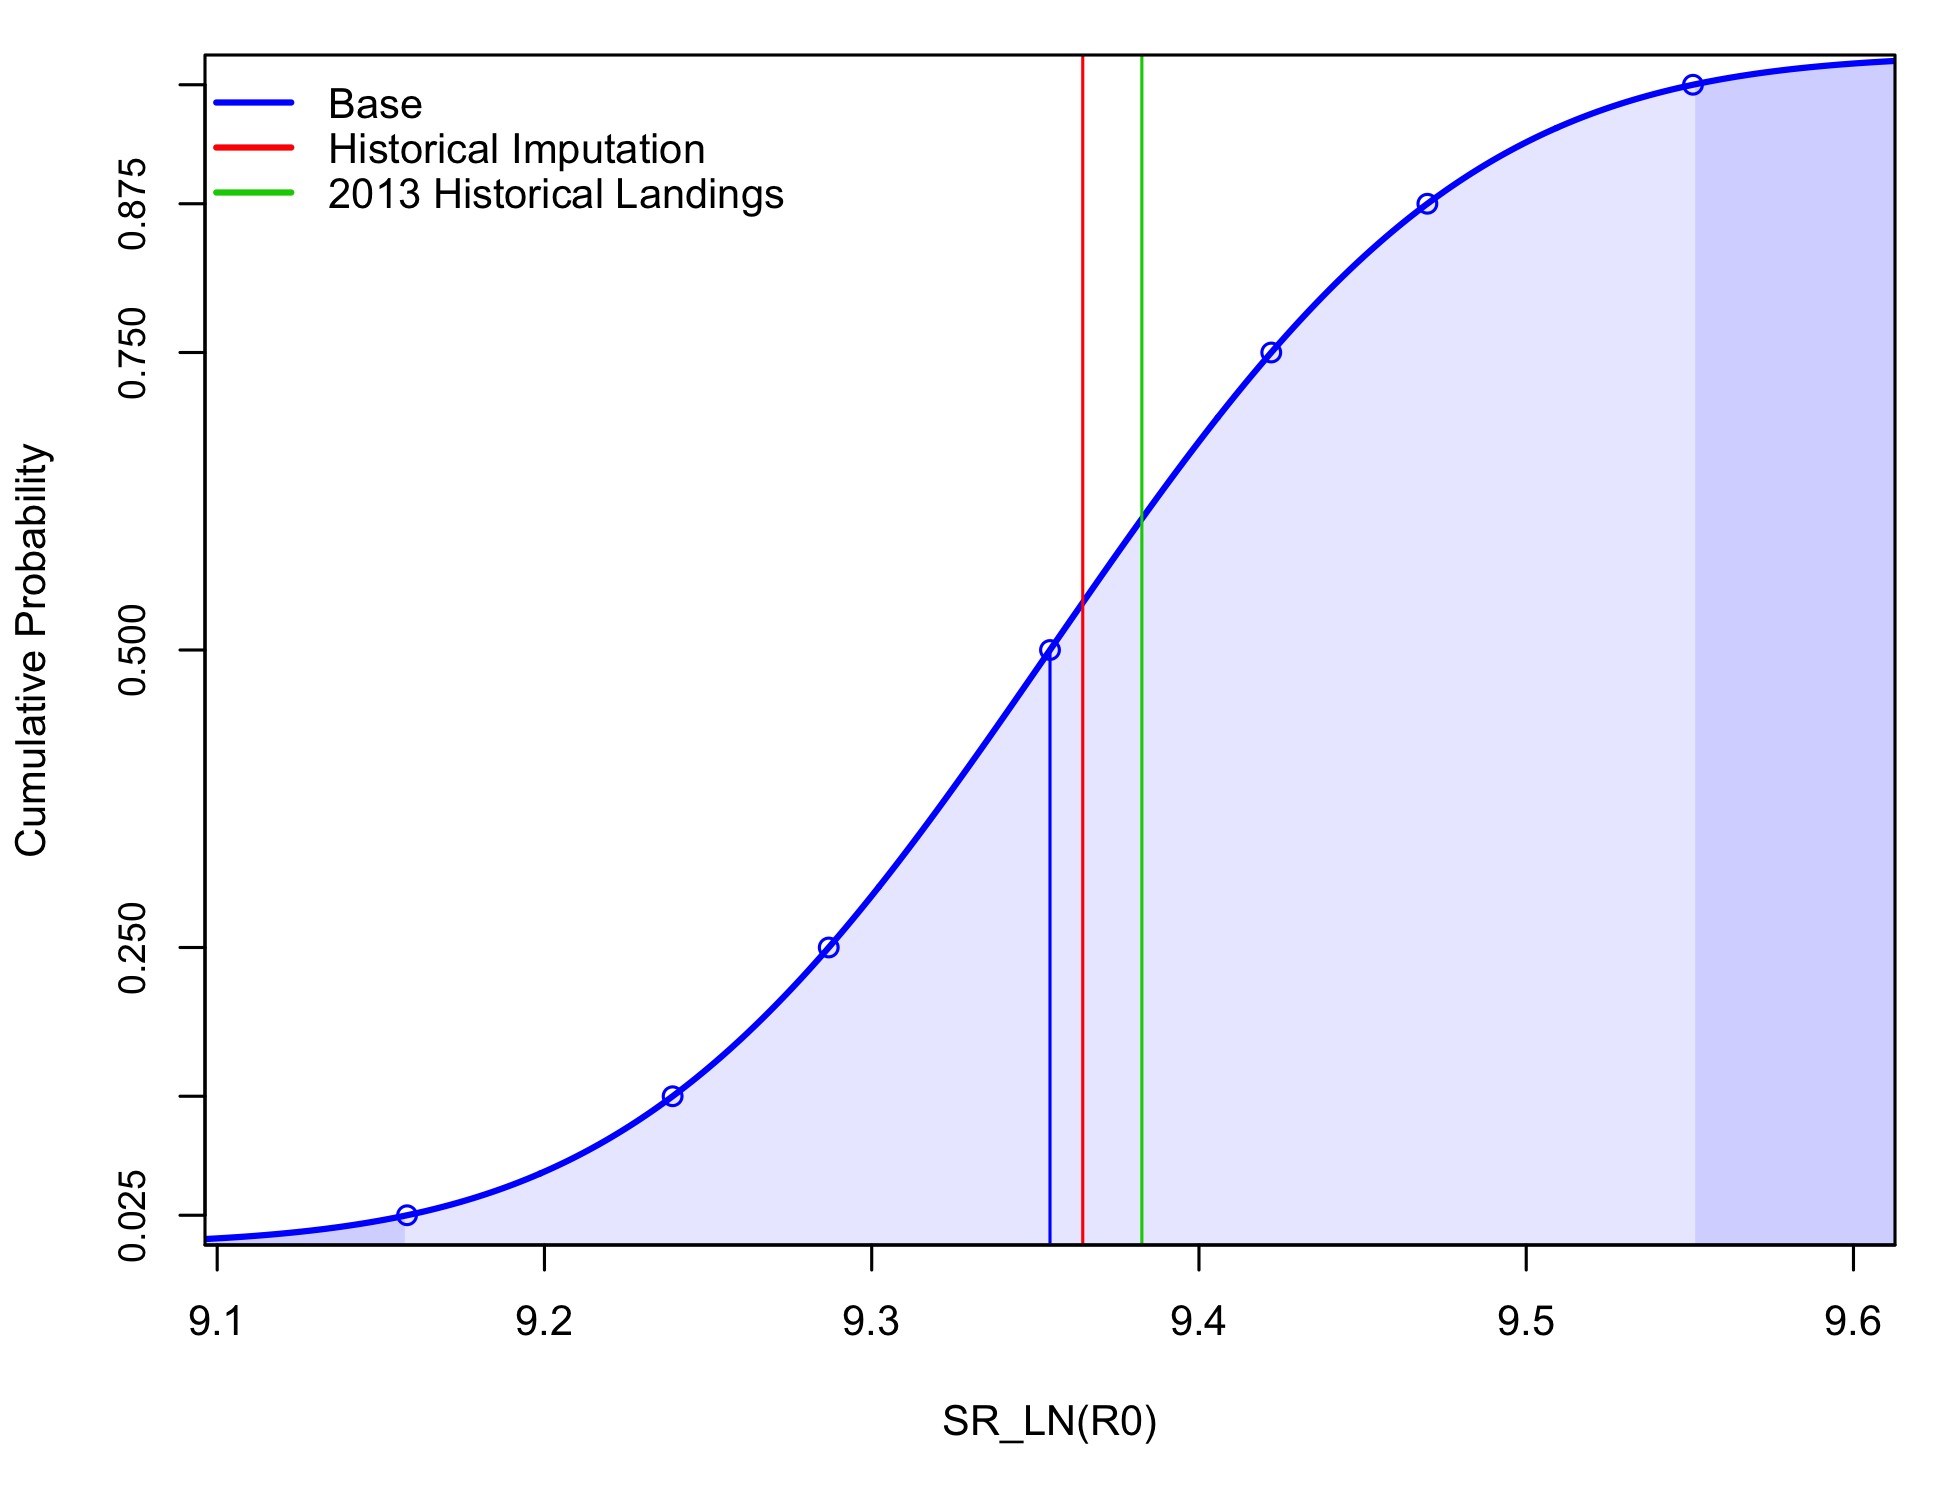 Base
Historical Imputation
2013 Historical Landings
Cumulative Probability
0.875
0.750
0.500
0.250
0.025
9.1 9.2 9.3 9.4 9.5 9.6
SR_LN(R0)